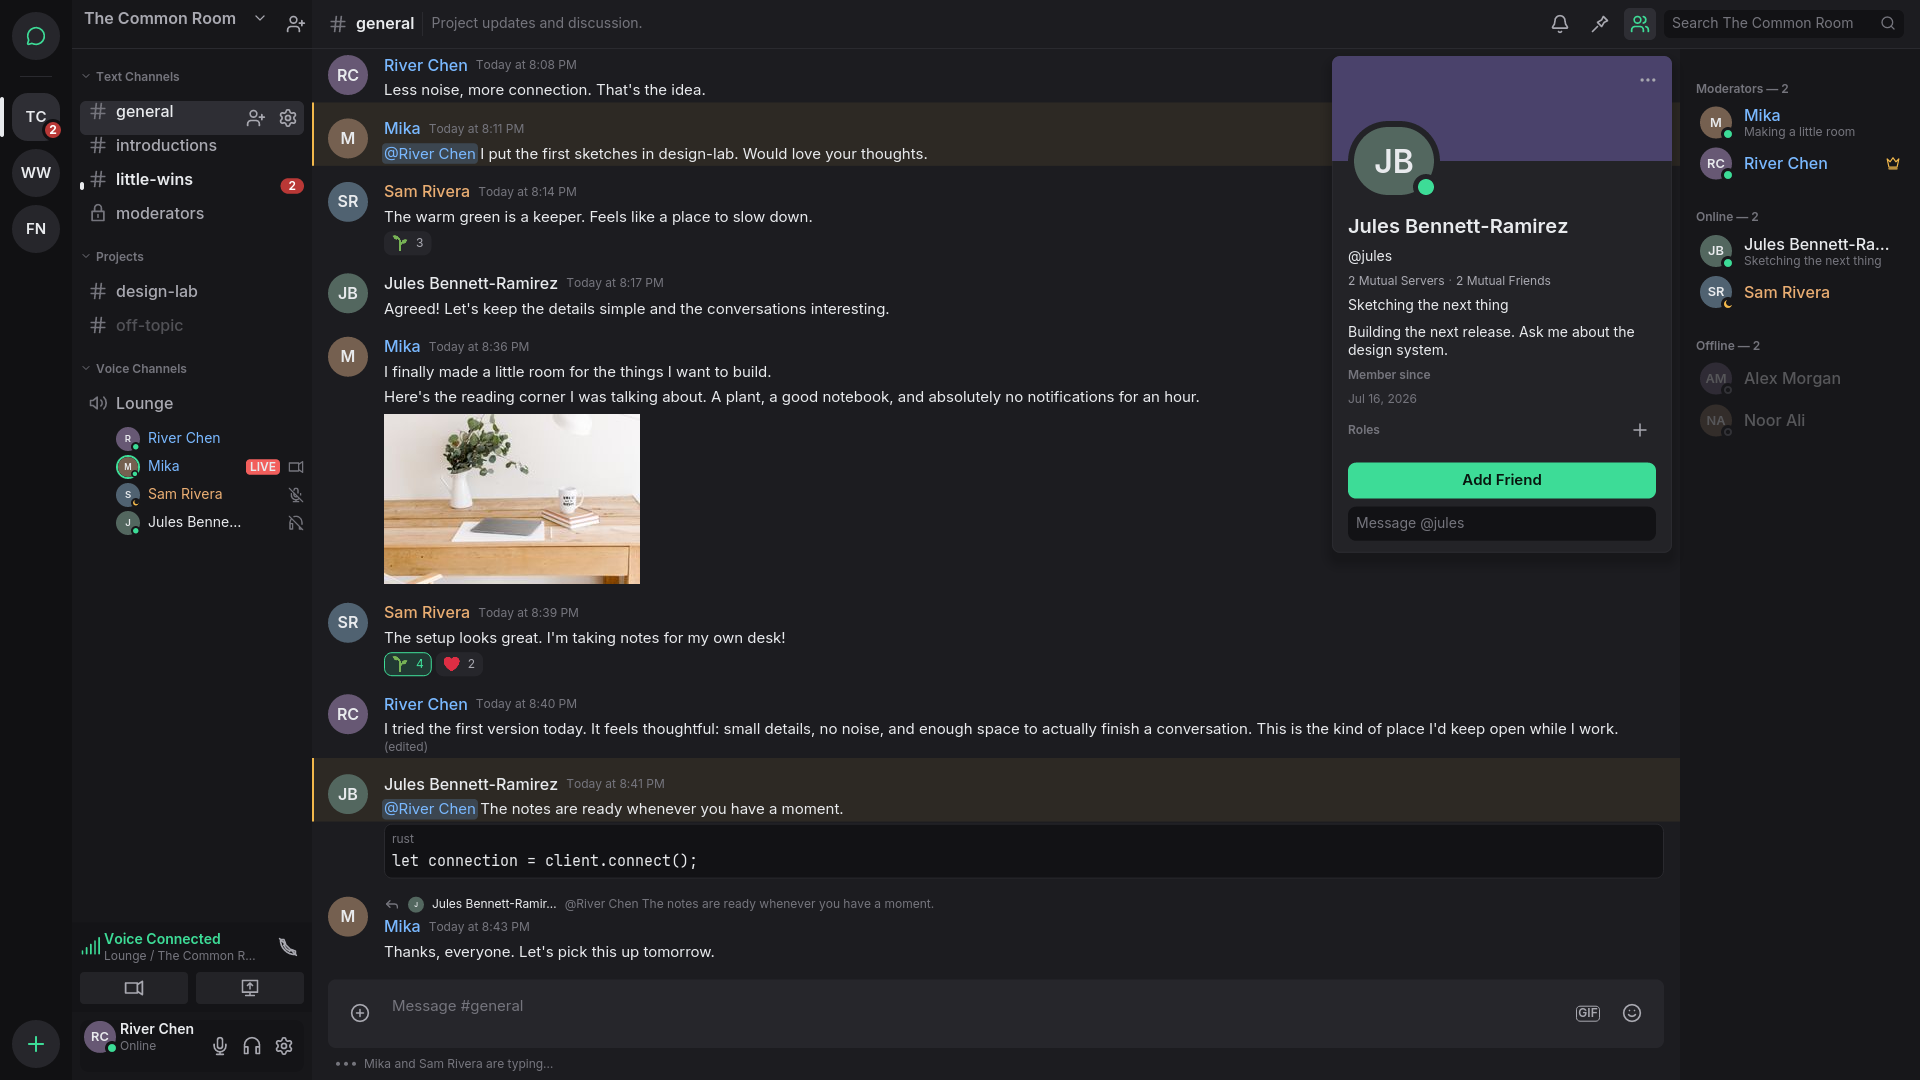 TC
2
WW
FN
The Common Room
Text Channels
general
introductions
little-wins
2
moderators
Projects
design-lab
off-topic
Voice Channels
Lounge
R
River Chen
M
Mika
LIVE
S
Sam Rivera
J
Jules Benne...
Voice Connected
Lounge / The Common R...
RC
River Chen
Online
general
Project updates and discussion.
Search The Common Room
RC
River Chen Today at 8:08 PM
Less noise, more connection. That's the idea.
M
Mika Today at 8:11 PM
@River Chen I put the first sketches in design-lab. Would love your thoughts.
SR
Sam Rivera Today at 8:14 PM
The warm green is a keeper. Feels like a place to slow down.
3
JB
Jules Bennett-Ramirez Today at 8:17 PM
Agreed! Let's keep the details simple and the conversations interesting.
M
Mika Today at 8:36 PM
I finally made a little room for the things I want to build.
Here's the reading corner I was talking about. A plant, a good notebook, and absolutely no notifications for an hour.
SR
Sam Rivera Today at 8:39 PM
The setup looks great. I'm taking notes for my own desk!
4
2
RC
River Chen Today at 8:40 PM
I tried the first version today. It feels thoughtful: small details, no noise, and enough space to actually finish a conversation. This is the kind of place I'd keep open while I work.
(edited)
JB
Jules Bennett-Ramirez Today at 8:41 PM
@River Chen The notes are ready whenever you have a moment.
rust
let connection = client.connect();
J
Jules Bennett-Ramir... @River Chen The notes are ready whenever you have a moment.
M
Mika Today at 8:43 PM
Thanks, everyone. Let's pick this up tomorrow.
Message #general
GIF
Mika and Sam Rivera are typing...
JB
Jules Bennett-Ramirez
@jules
2 Mutual Servers · 2 Mutual Friends
Sketching the next thing
Building the next release. Ask me about the
design system.
Member since
Jul 16, 2026
Roles
Add Friend
Message @jules
Moderators — 2
M
Mika
Making a little room
RC
River Chen
Online — 2
JB
Jules Bennett-Ra...
Sketching the next thing
SR
Sam Rivera
Offline — 2
AM
Alex Morgan
NA
Noor Ali